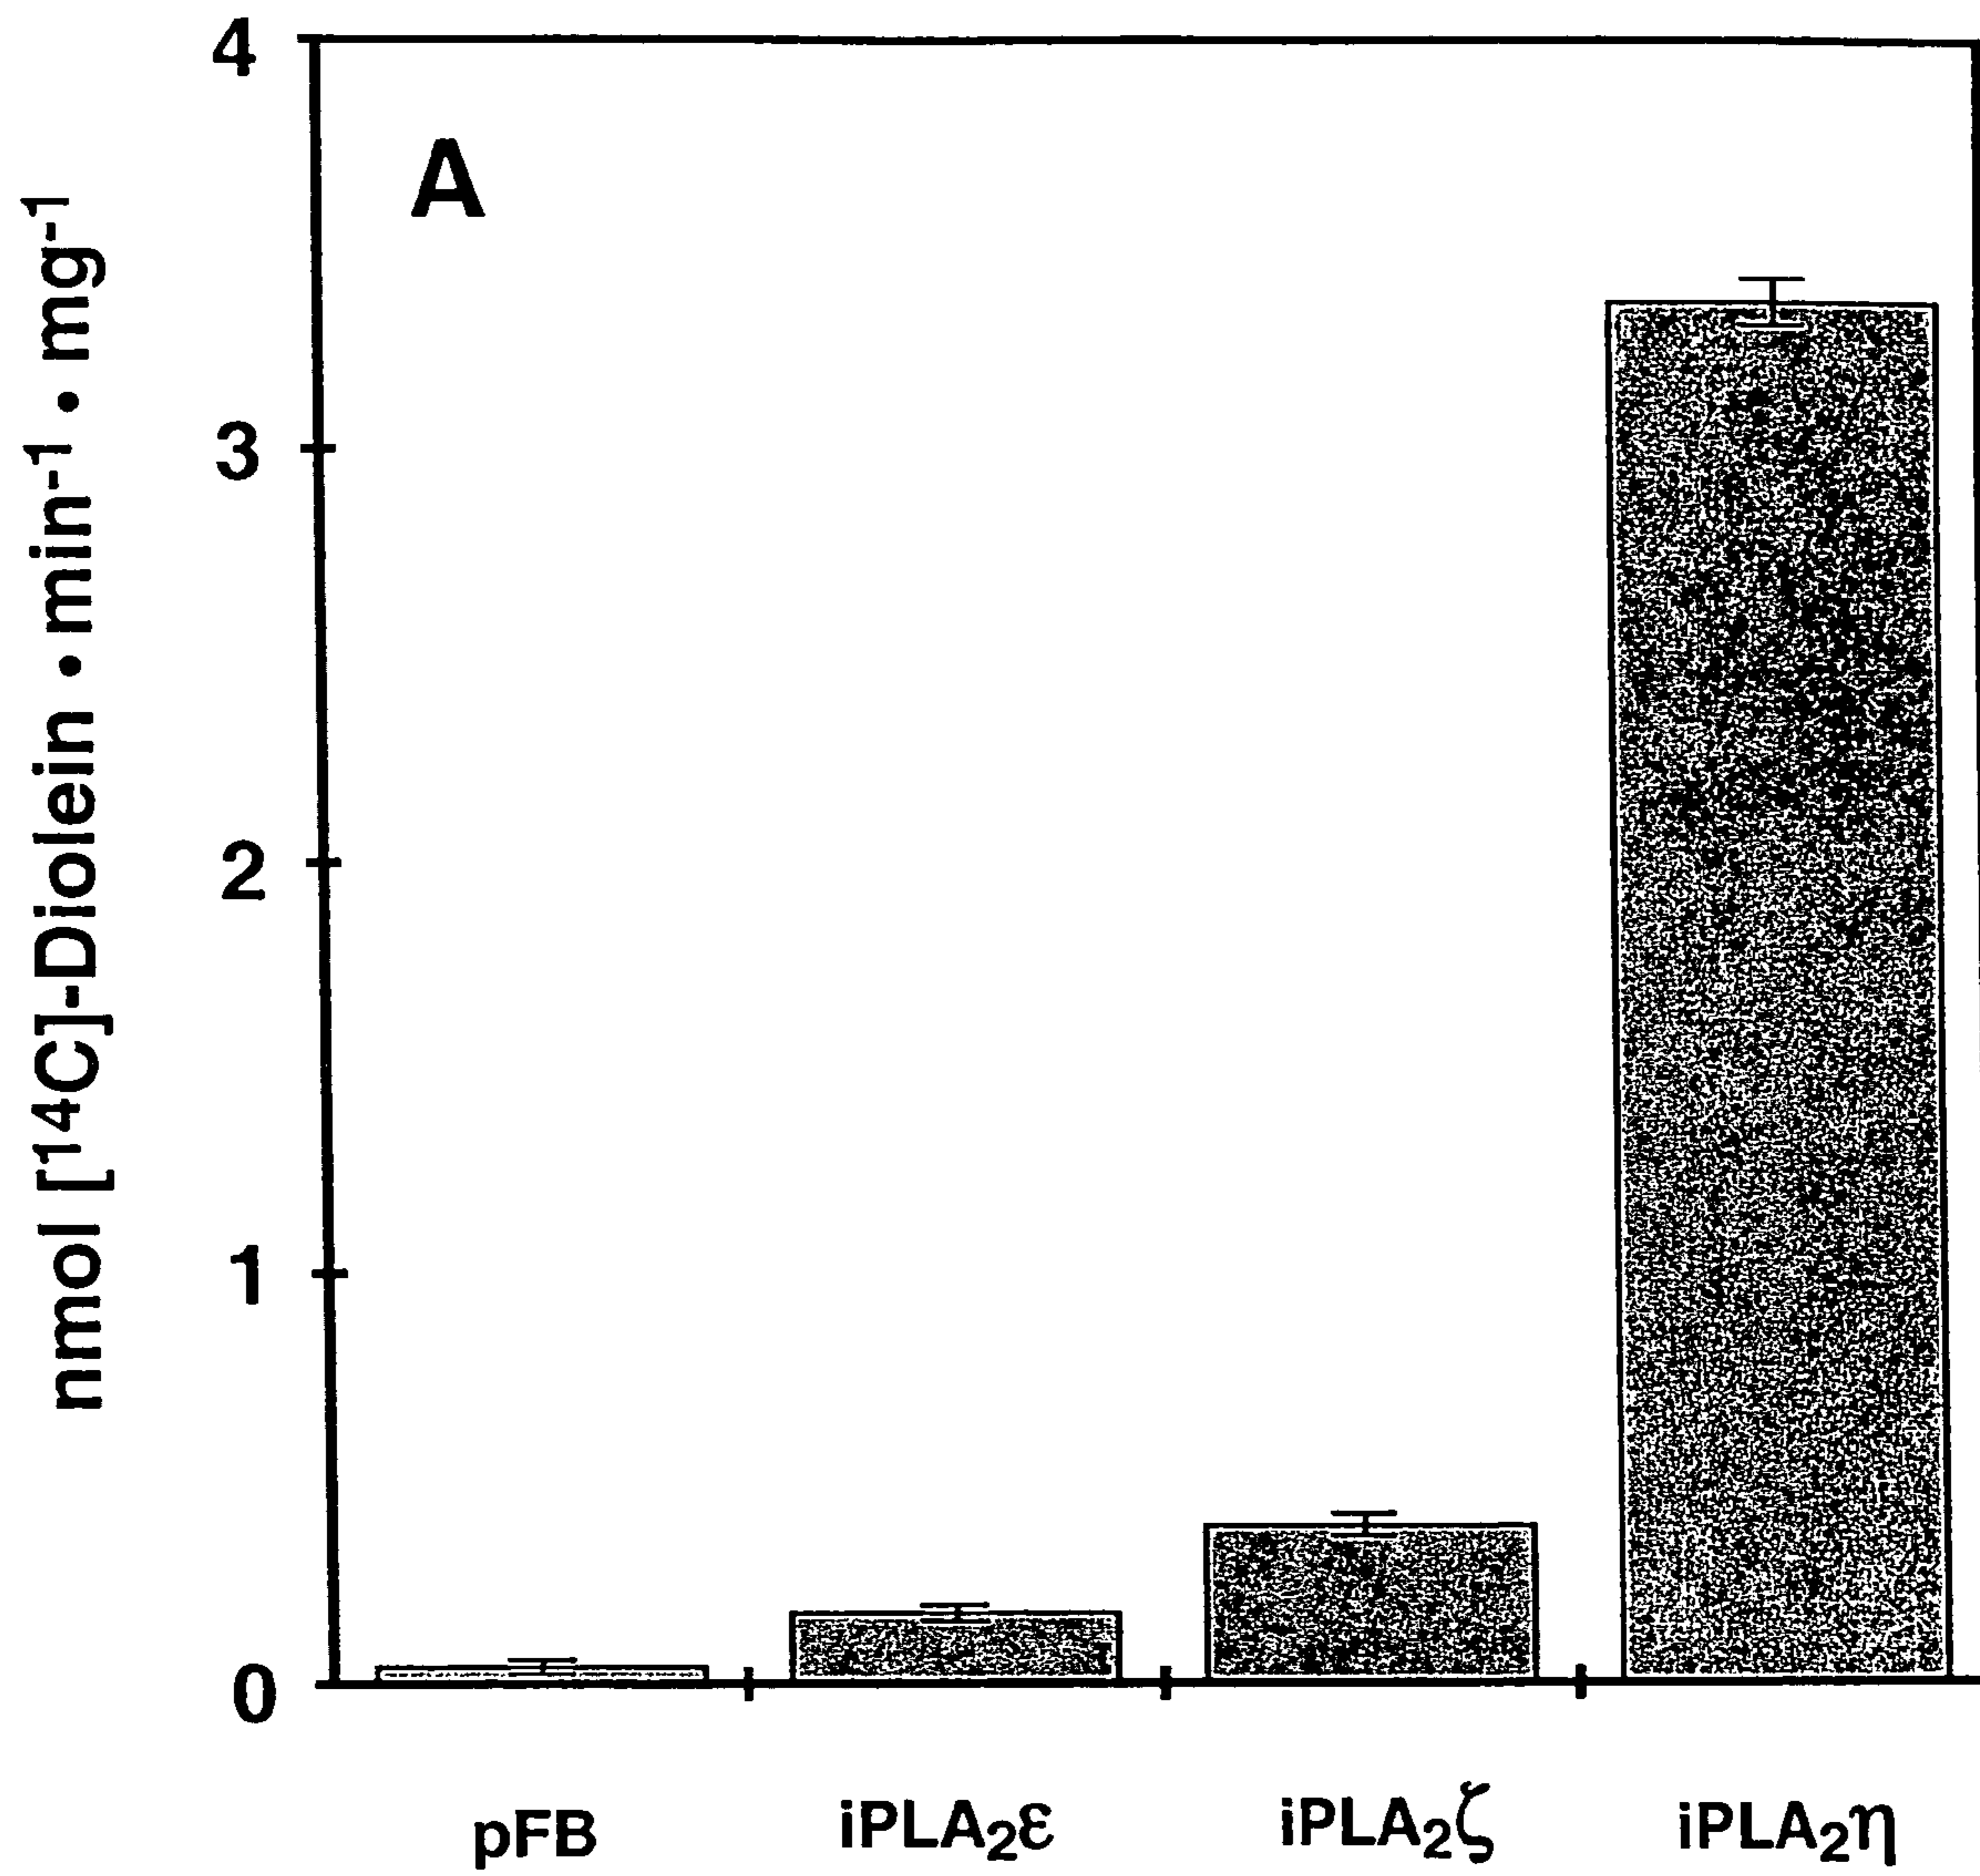 nmol [¹⁴C]-Diolein • min⁻¹ • mg⁻¹
4
3
2
1
0
A
pFB
iPLA₂ε
iPLA₂ζ
iPLA₂η